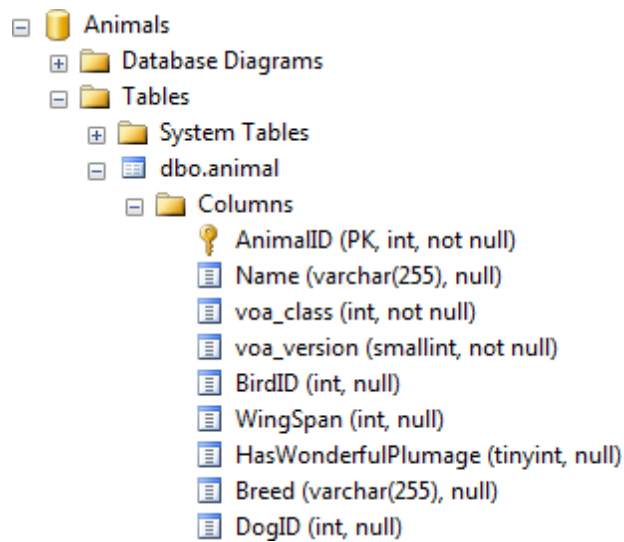 Animals
Database Diagrams
Tables
System Tables
dbo.animal
Columns
AnimalID (PK, int, not null)
Name (varchar(255), null)
voa_class (int, not null)
voa_version (smallint, not null)
BirdID (int, null)
WingSpan (int, null)
HasWonderfulPlumage (tinyint, null)
Breed (varchar(255), null)
DogID (int, null)